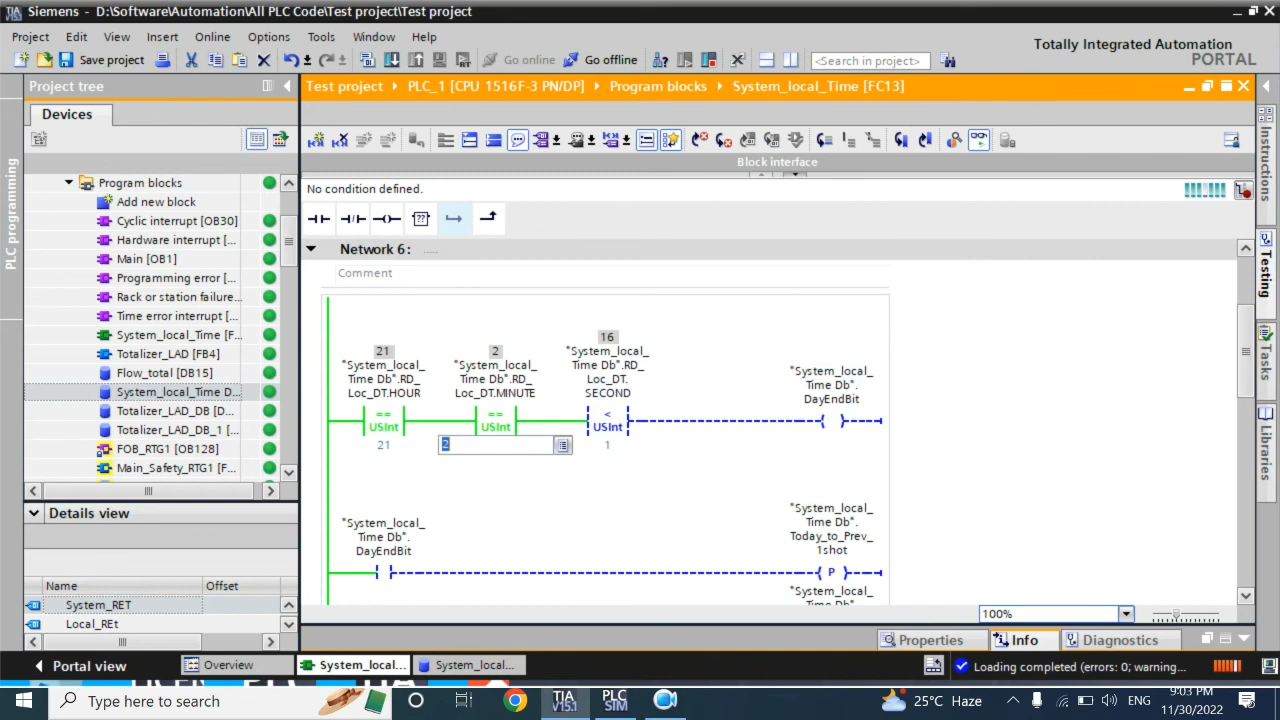 Siemens - D:\Software\Automation\All PLC Code\Test project\Test project
Project Edit View Insert Online Options Tools Window Help
Totally Integrated Automation
PORTAL
Save project Go online Go offline <Search in project>
Project tree
Test project PLC_1 [CPU 1516F-3 PN/DP] Program blocks System_local_Time [FC13]
Devices
PLC programming
Program blocks
Add new block
Cyclic interrupt [OB30]
Hardware interrupt [...
Main [OB1]
Programming error [...
Rack or station failure...
Time error interrupt [...
System_local_Time [F...
Totalizer_LAD [FB4]
Flow_total [DB15]
System_local_Time D...
Totalizer_LAD_DB [D...
Totalizer_LAD_DB_1 [...
FOB_RTG1 [OB128]
Main_Safety_RTG1 [F...
Details view
Name Offset
System_RET
Local_REt
Block interface
No condition defined.
??
Network 6: .....
Comment
21
"System_local_
Time Db".RD_
Loc_DT.HOUR
==
USInt
21
2
"System_local_
Time Db".RD_
Loc_DT.MINUTE
==
USInt
2
16
"System_local_
Time Db".RD_
Loc_DT.
SECOND
<
USInt
1
"System_local_
Time Db".
DayEndBit
"System_local_
Time Db".
DayEndBit
"System_local_
Time Db".
Today_to_Prev_
1shot
P
"System_local_
Time Db".
100%
Properties Info Diagnostics
Instructions
Testing
Tasks
Libraries
Portal view Overview System_local... System_local...
Loading completed (errors: 0; warning...
Type here to search
TIA
V15.1
PLC
SIM
25°C Haze
ENG
9:03 PM
11/30/2022